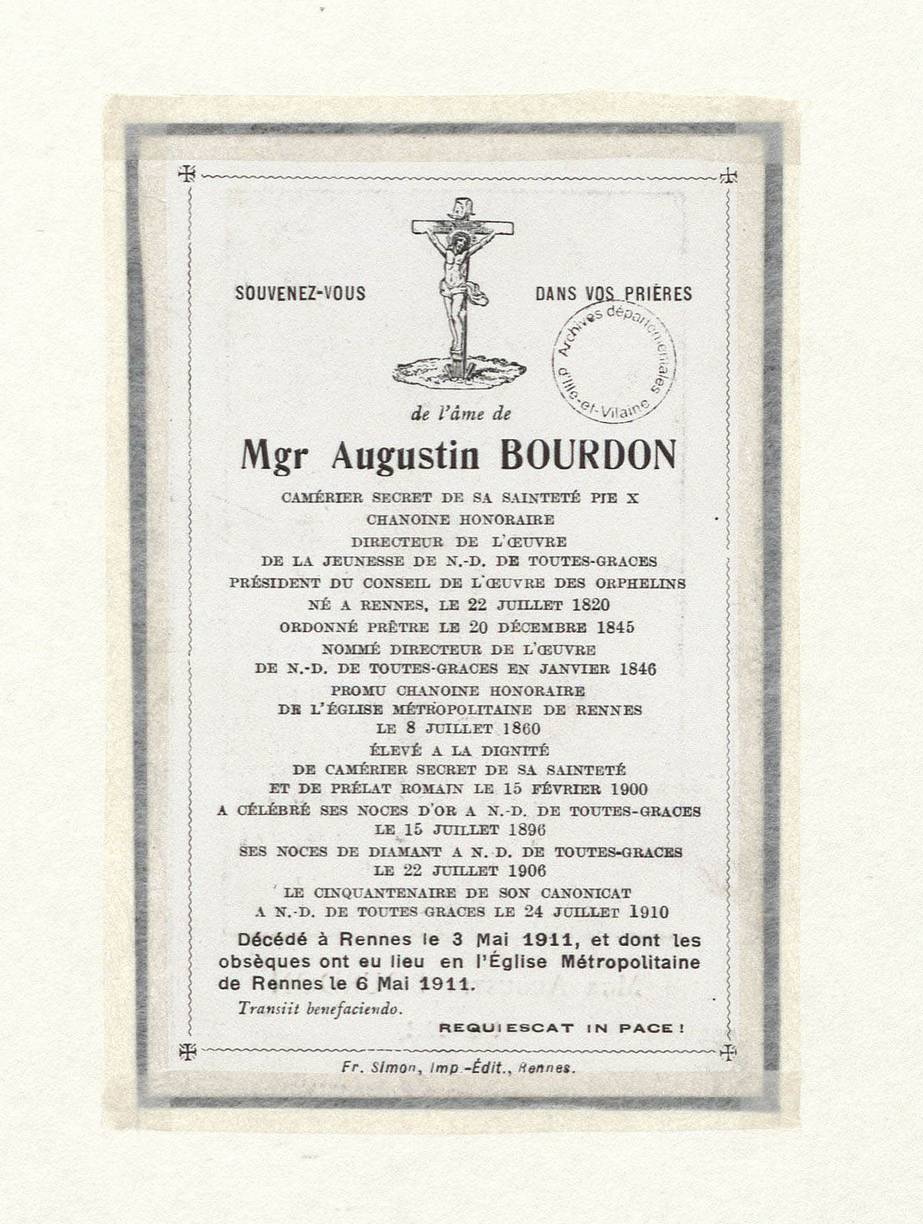 SOUVENEZ-VOUS DANS VOS PRIÈRES
Archives départementales d'Ille-et-Vilaine
de l'âme de
Mgr Augustin BOURDON
CAMÉRIER SECRET DE SA SAINTETÉ PIE X
CHANOINE HONORAIRE
DIRECTEUR DE L'ŒUVRE
DE LA JEUNESSE DE N.-D. DE TOUTES-GRACES
PRÉSIDENT DU CONSEIL DE L'ŒUVRE DES ORPHELINS
NÉ A RENNES, LE 22 JUILLET 1820
ORDONNÉ PRÊTRE LE 20 DÉCEMBRE 1845
NOMMÉ DIRECTEUR DE L'ŒUVRE
DE N.-D. DE TOUTES-GRACES EN JANVIER 1846
PROMU CHANOINE HONORAIRE
DE L'ÉGLISE MÉTROPOLITAINE DE RENNES
LE 8 JUILLET 1860
ÉLEVÉ A LA DIGNITÉ
DE CAMÉRIER SECRET DE SA SAINTETÉ
ET DE PRÉLAT ROMAIN LE 15 FÉVRIER 1900
A CÉLÉBRÉ SES NOCES D'OR A N.-D. DE TOUTES-GRACES
LE 15 JUILLET 1896
SES NOCES DE DIAMANT A N. D. DE TOUTES-GRACES
LE 22 JUILLET 1906
LE CINQUANTENAIRE DE SON CANONICAT
A N.-D. DE TOUTES GRACES LE 24 JUILLET 1910
Décédé à Rennes le 3 Mai 1911, et dont les
obsèques ont eu lieu en l'Église Métropolitaine
de Rennes le 6 Mai 1911.
Transiit benefaciendo.
REQUIESCAT IN PACE !
Fr. Simon, Imp.-Édit., Rennes.